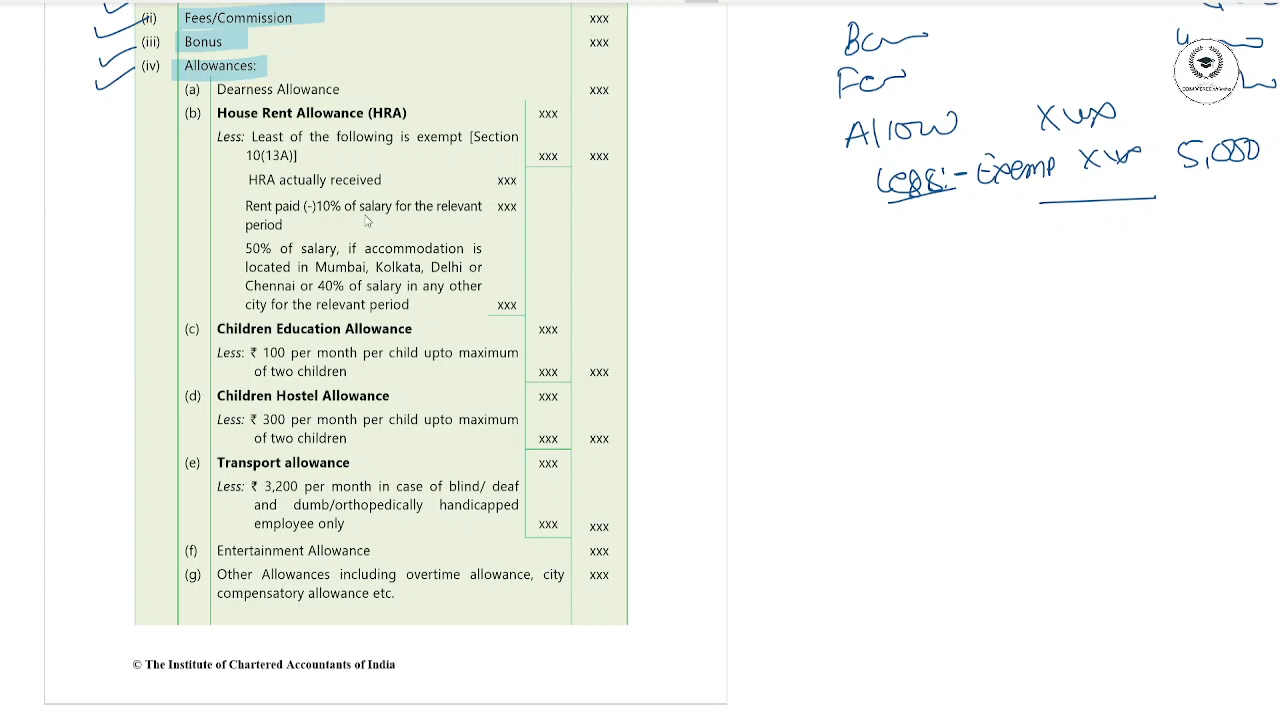 (ii) Fees/Commission xxx
(iii) Bonus xxx
(iv) Allowances:
(a) Dearness Allowance xxx
(b) House Rent Allowance (HRA) xxx
Less: Least of the following is exempt [Section
10(13A)] xxx xxx
HRA actually received xxx
Rent paid (-)10% of salary for the relevant xxx
period
50% of salary, if accommodation is
located in Mumbai, Kolkata, Delhi or
Chennai or 40% of salary in any other
city for the relevant period xxx
(c) Children Education Allowance xxx
Less: ₹ 100 per month per child upto maximum
of two children xxx xxx
(d) Children Hostel Allowance xxx
Less: ₹ 300 per month per child upto maximum
of two children xxx xxx
(e) Transport allowance xxx
Less: ₹ 3,200 per month in case of blind/ deaf
and dumb/orthopedically handicapped
employee only xxx xxx
(f) Entertainment Allowance xxx
(g) Other Allowances including overtime allowance, city xxx
compensatory allowance etc.
© The Institute of Chartered Accountants of India
Allow xxx
Less:- Exemp xxx 5,000